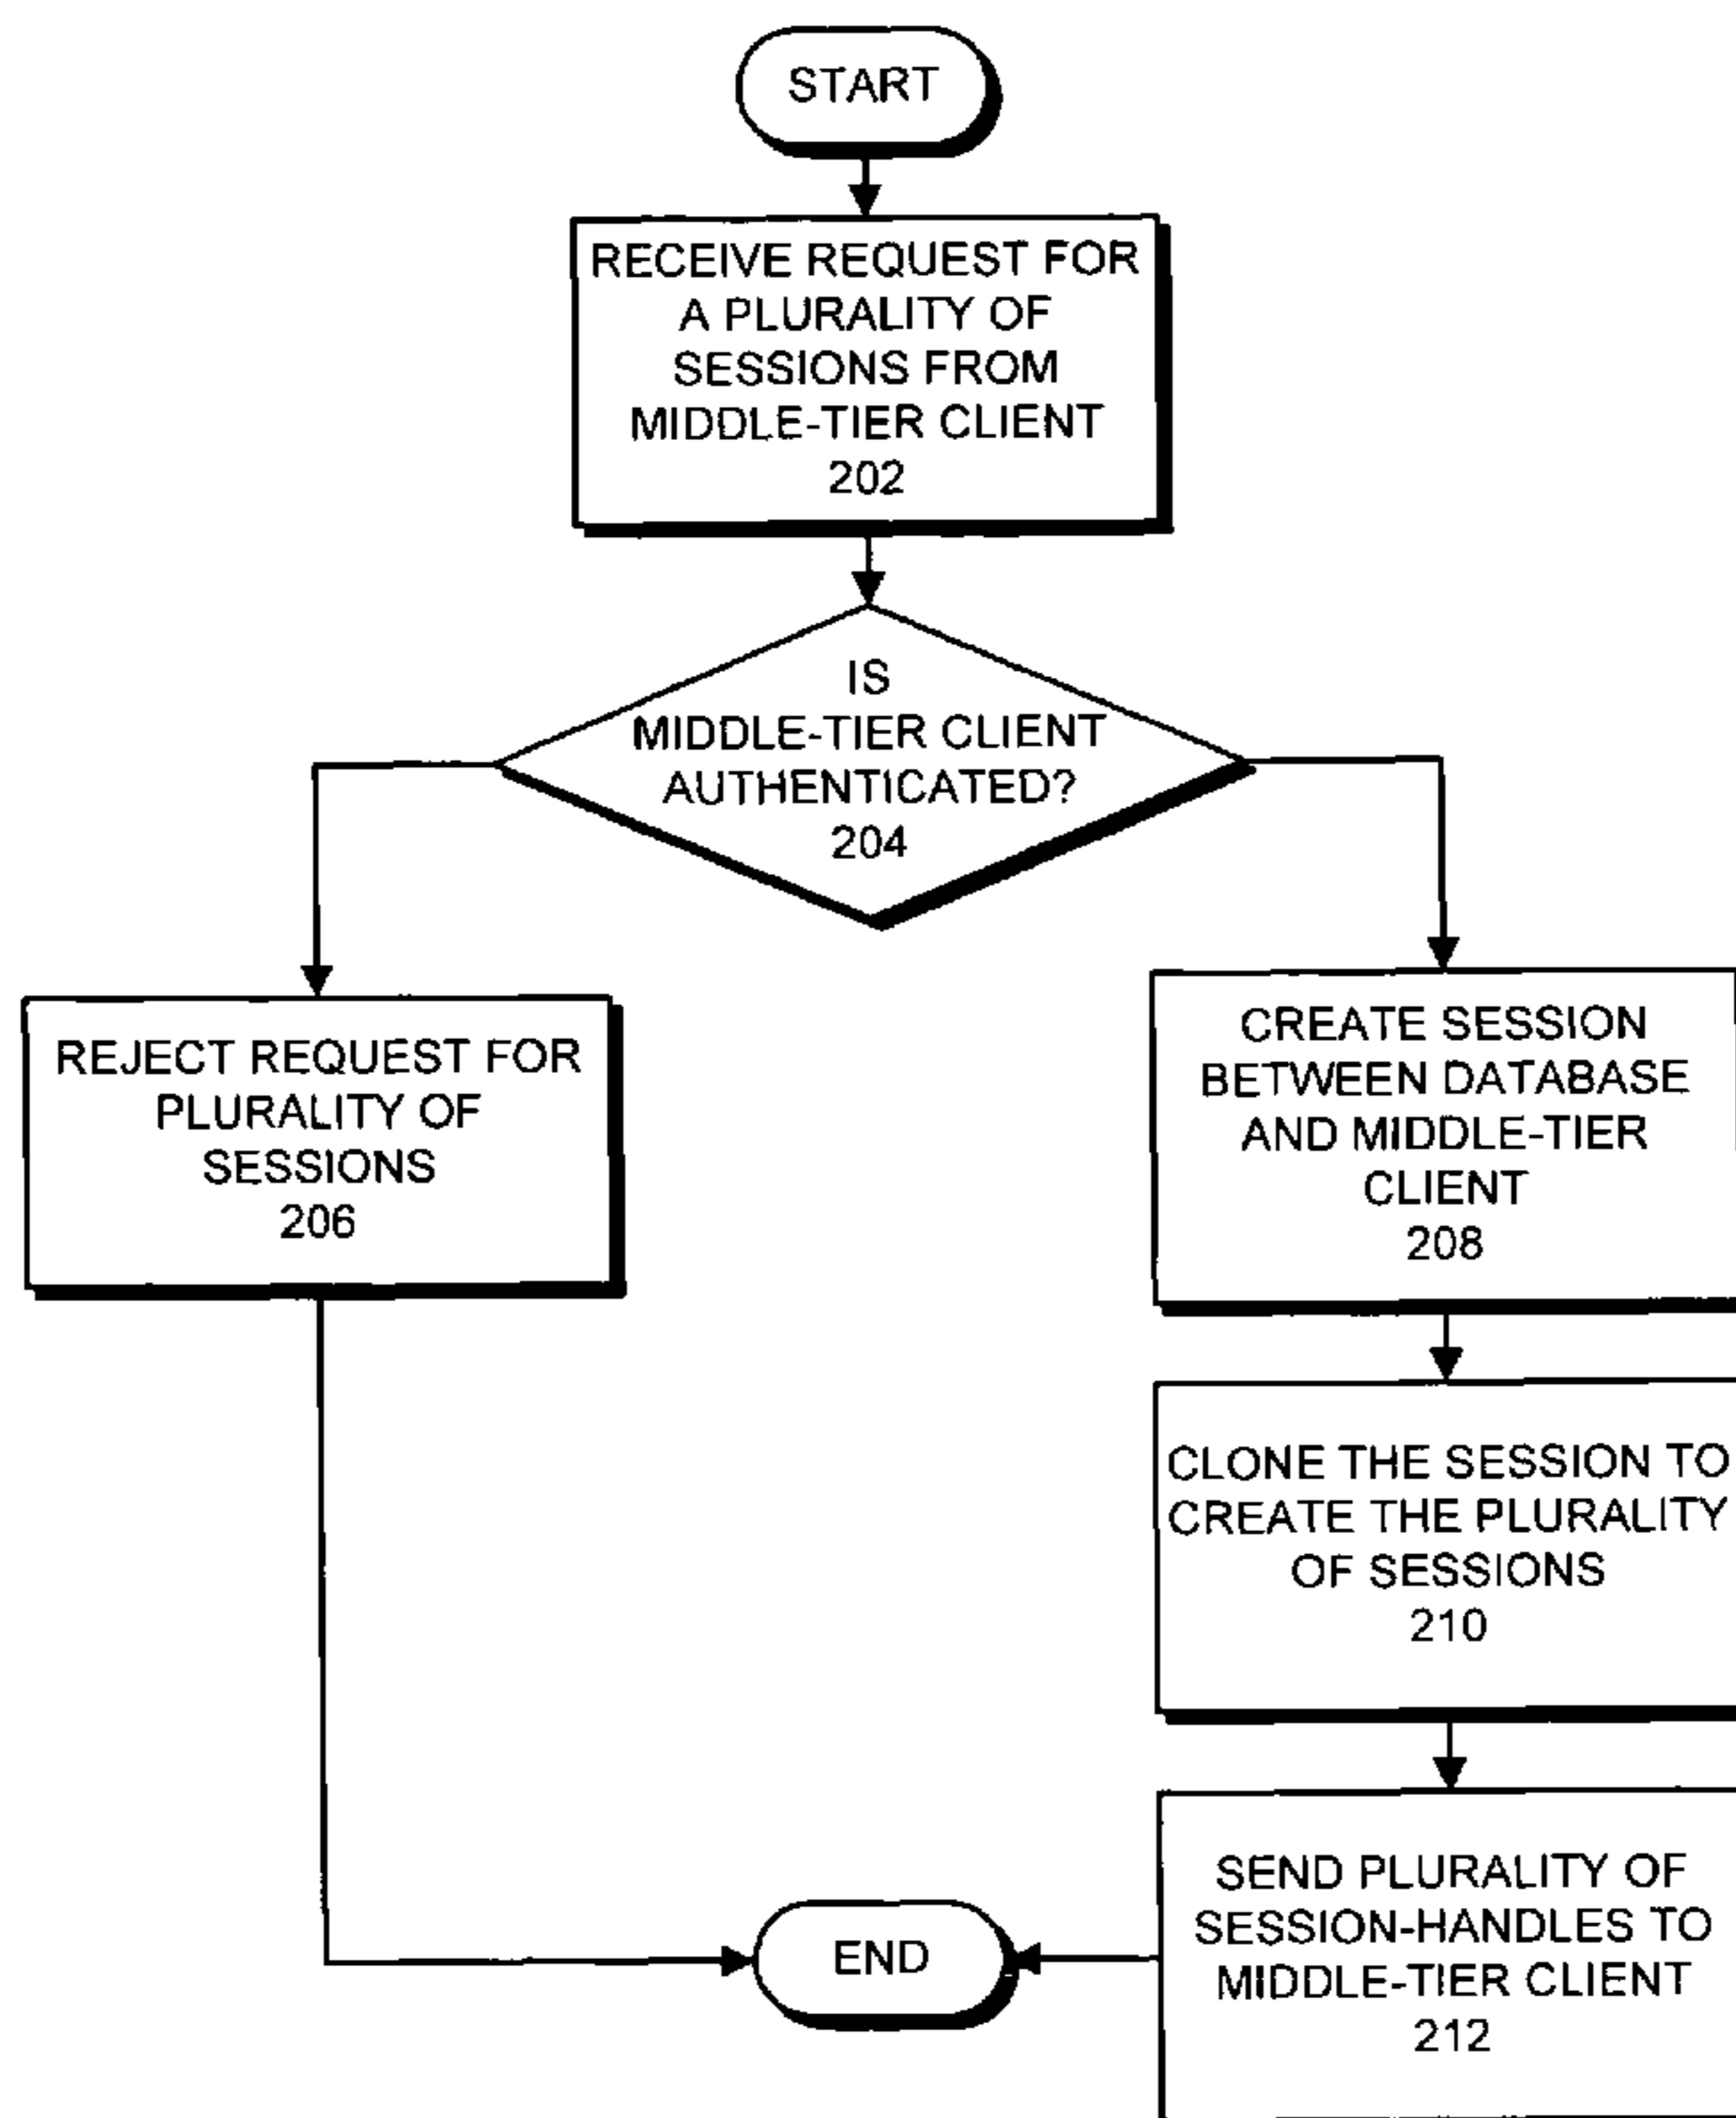 START
RECEIVE REQUEST FOR
A PLURALITY OF
SESSIONS FROM
MIDDLE-TIER CLIENT
202
IS
MIDDLE-TIER CLIENT
AUTHENTICATED?
204
REJECT REQUEST FOR
PLURALITY OF
SESSIONS
206
CREATE SESSION
BETWEEN DATABASE
AND MIDDLE-TIER
CLIENT
208
CLONE THE SESSION TO
CREATE THE PLURALITY
OF SESSIONS
210
SEND PLURALITY OF
SESSION-HANDLES TO
MIDDLE-TIER CLIENT
212
END